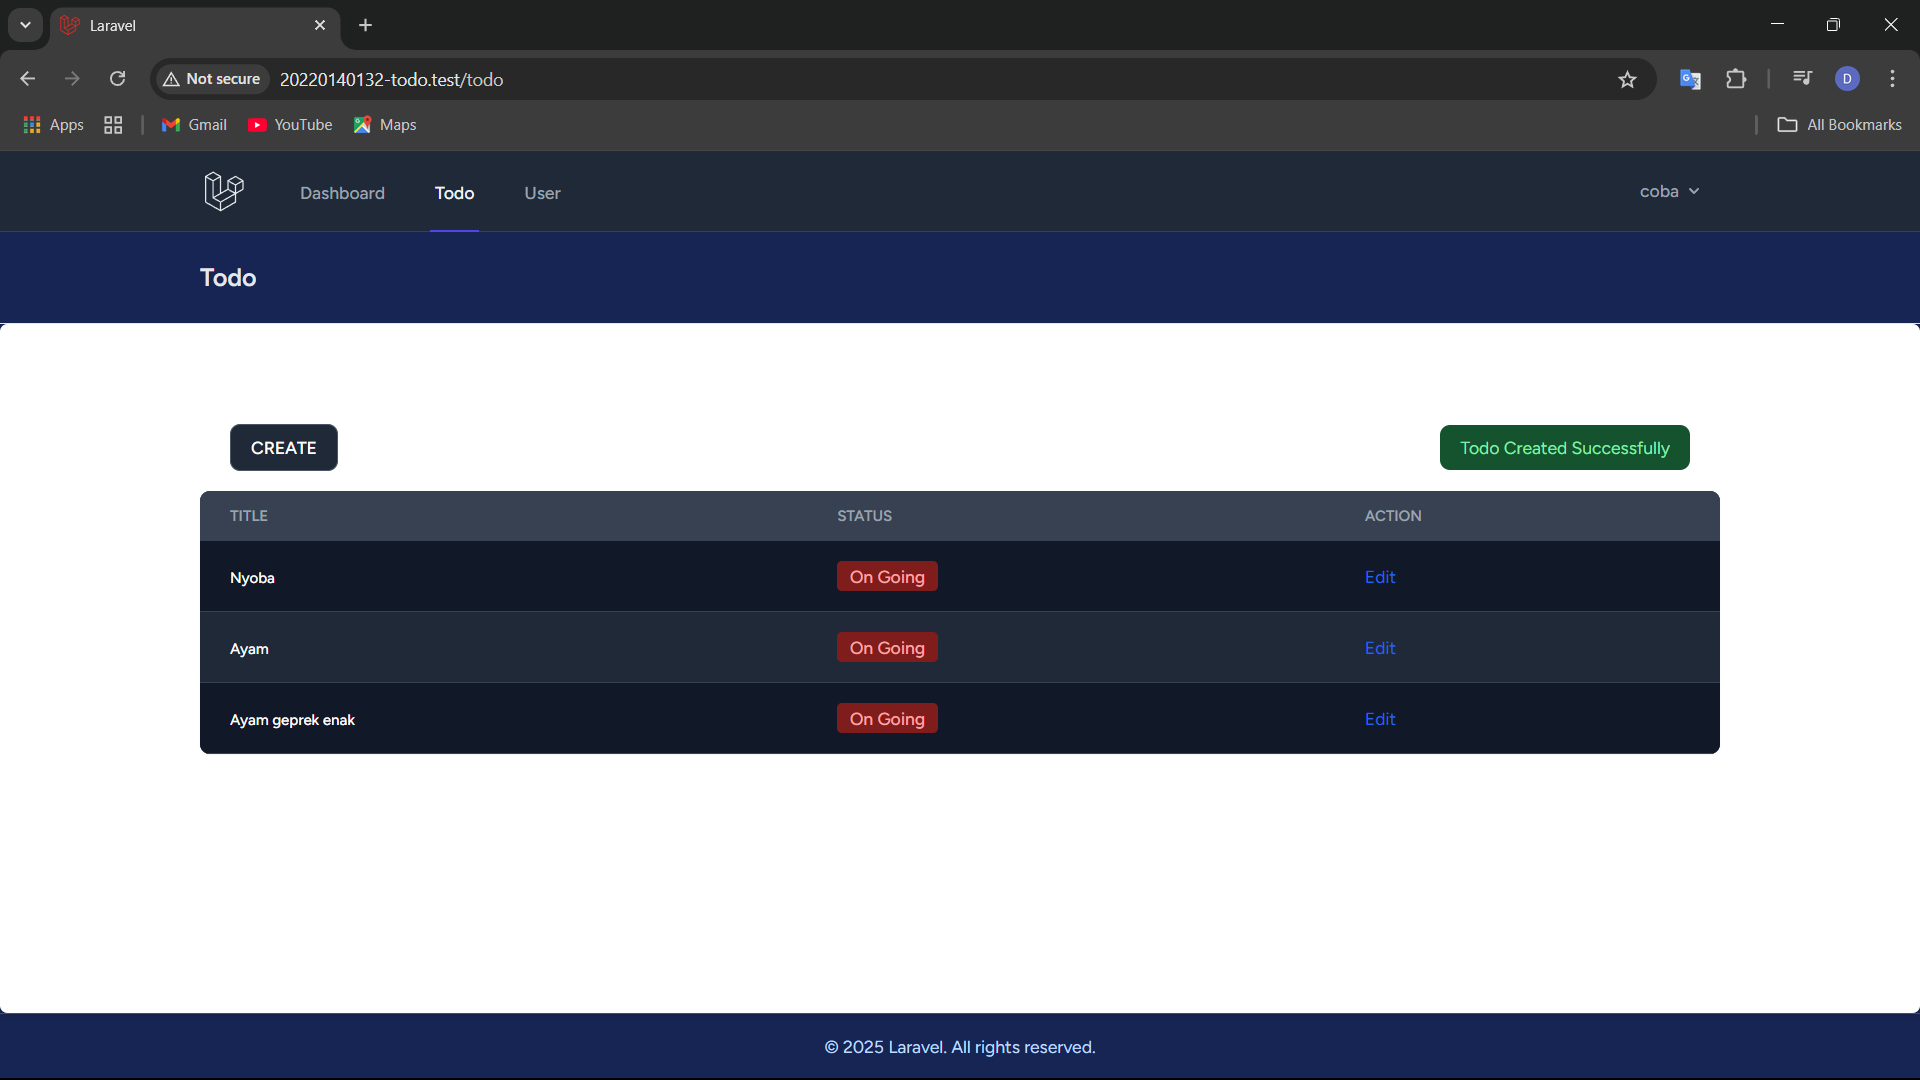 Laravel
Not secure 20220140132-todo.test/todo
D
Apps Gmail YouTube Maps All Bookmarks
Dashboard Todo User coba
Todo
CREATE Todo Created Successfully
TITLE STATUS ACTION
Nyoba On Going Edit
Ayam On Going Edit
Ayam geprek enak On Going Edit
© 2025 Laravel. All rights reserved.